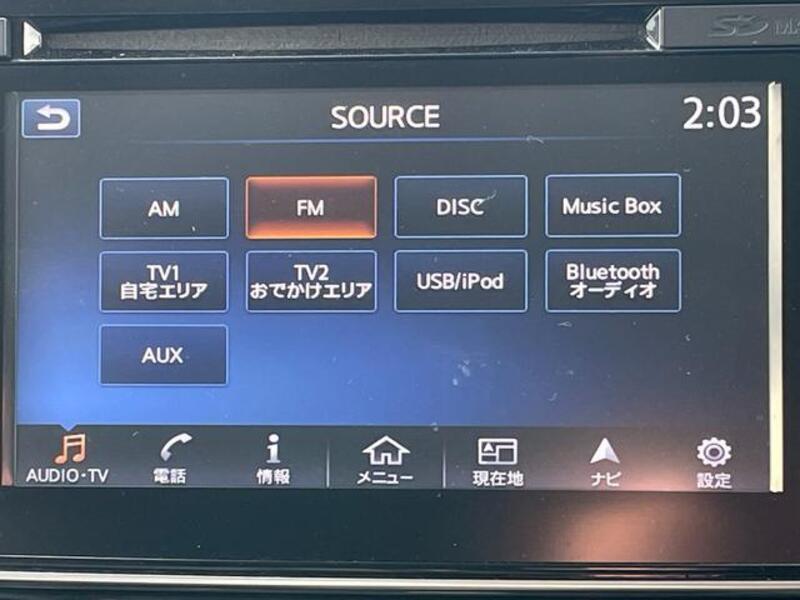 SD
SOURCE
2:03
AM
FM
DISC
Music Box
TV1
自宅エリア
TV2
おでかけエリア
USB/iPod
Bluetooth
オーディオ
AUX
AUDIO・TV
電話
情報
メニュー
現在地
ナビ
設定